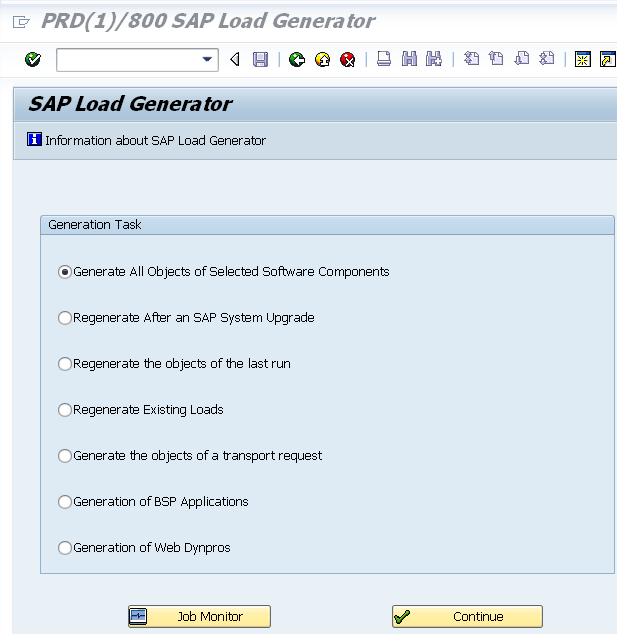 PRD(1)/800 SAP Load Generator
SAP Load Generator
Information about SAP Load Generator
Generation Task
Generate All Objects of Selected Software Components
Regenerate After an SAP System Upgrade
Regenerate the objects of the last run
Regenerate Existing Loads
Generate the objects of a transport request
Generation of BSP Applications
Generation of Web Dynpros
Job Monitor
Continue